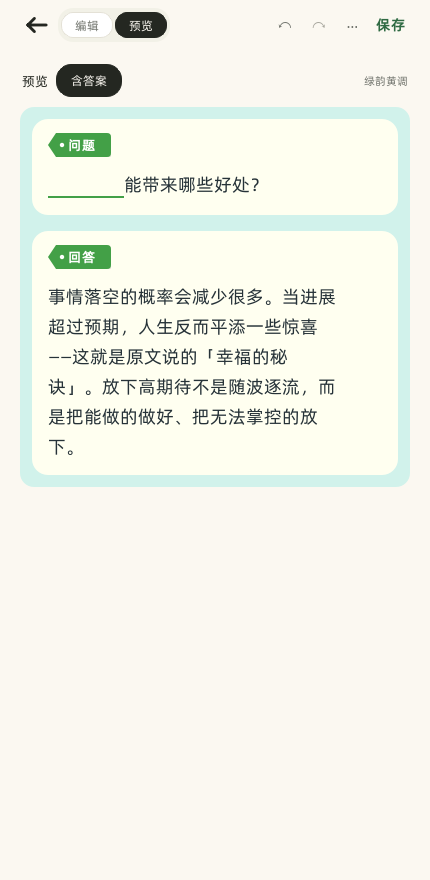 编辑 预览 ... 保存
预览 含答案 绿韵黄调
• 问题
________能带来哪些好处?
• 回答
事情落空的概率会减少很多。当进展
超过预期，人生反而平添一些惊喜
——这就是原文说的「幸福的秘
诀」。放下高期待不是随波逐流，而
是把能做的做好、把无法掌控的放
下。